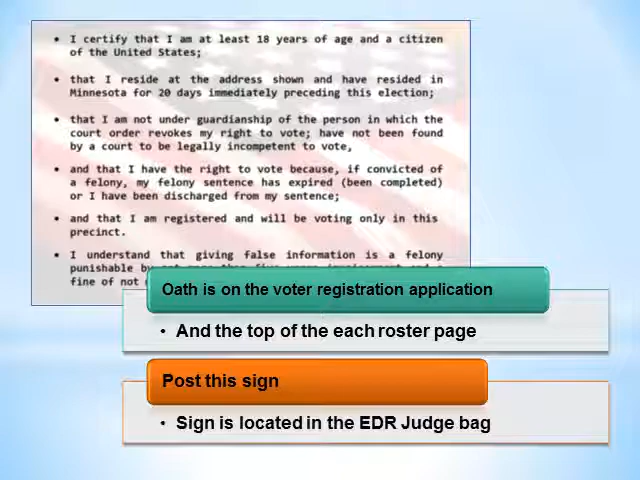 • I certify that I am at least 18 years of age and a citizen
of the United States;
• that I reside at the address shown and have resided in
Minnesota for 20 days immediately preceding this election;
• that I am not under guardianship of the person in which the
court order revokes my right to vote; have not been found
by a court to be legally incompetent to vote,
• and that I have the right to vote because, if convicted of
a felony, my felony sentence has expired (been completed)
or I have been discharged from my sentence;
• and that I am registered and will be voting only in this
precinct.
• I understand that giving false information is a felony
punishable by
fine of not
Oath is on the voter registration application
• And the top of the each roster page
Post this sign
• Sign is located in the EDR Judge bag